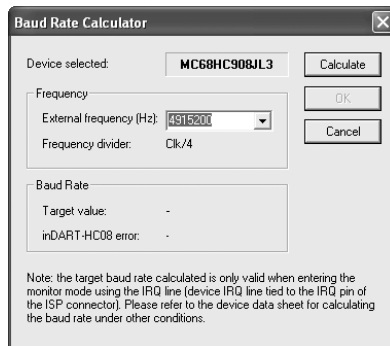 Baud Rate Calculator
Device selected: MC68HC908JL3 Calculate
Frequency OK
External frequency (Hz): 4915200 Cancel
Frequency divider: Clk/4
Baud Rate
Target value: -
inDART-HC08 error: -
Note: the target baud rate calculated is only valid when entering the
monitor mode using the IRQ line (device IRQ line tied to the IRQ pin of
the ISP connector). Please refer to the device data sheet for calculating
the baud rate under other conditions.